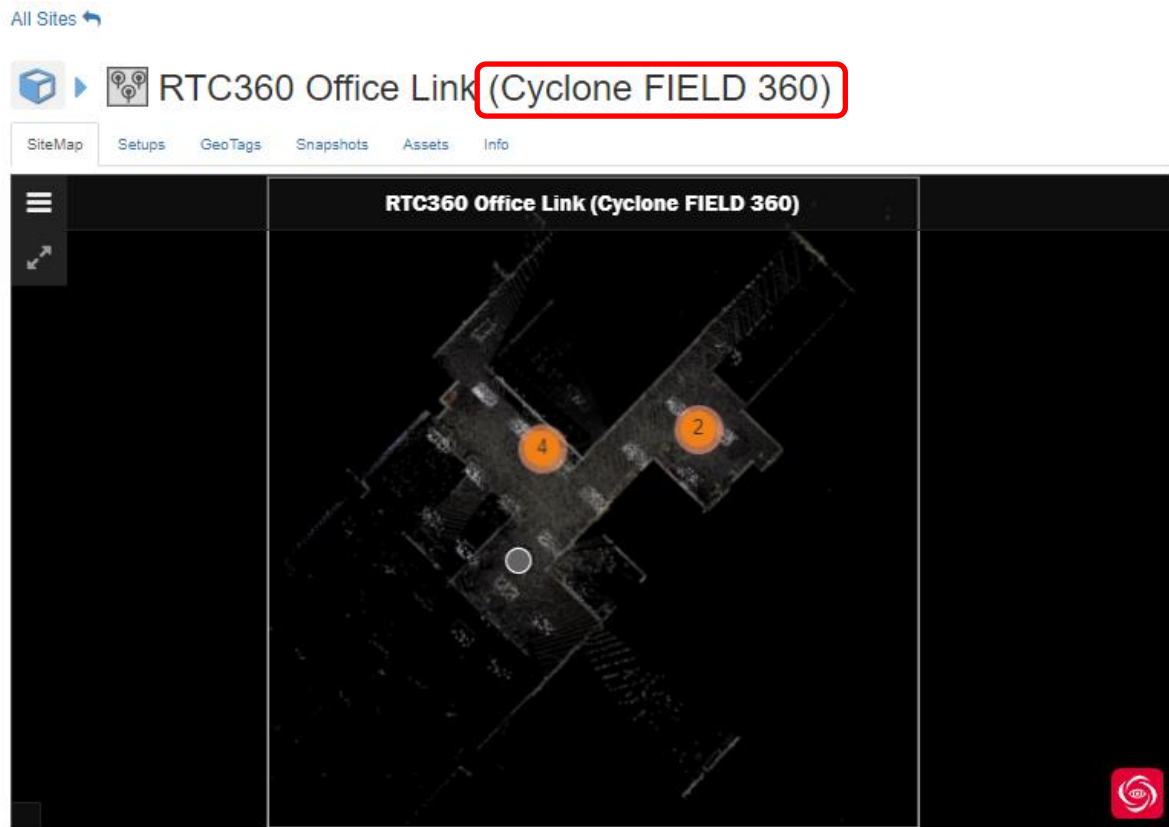 All Sites
RTC360 Office Link (Cyclone FIELD 360)
SiteMap Setups GeoTags Snapshots Assets Info
RTC360 Office Link (Cyclone FIELD 360)
2
4